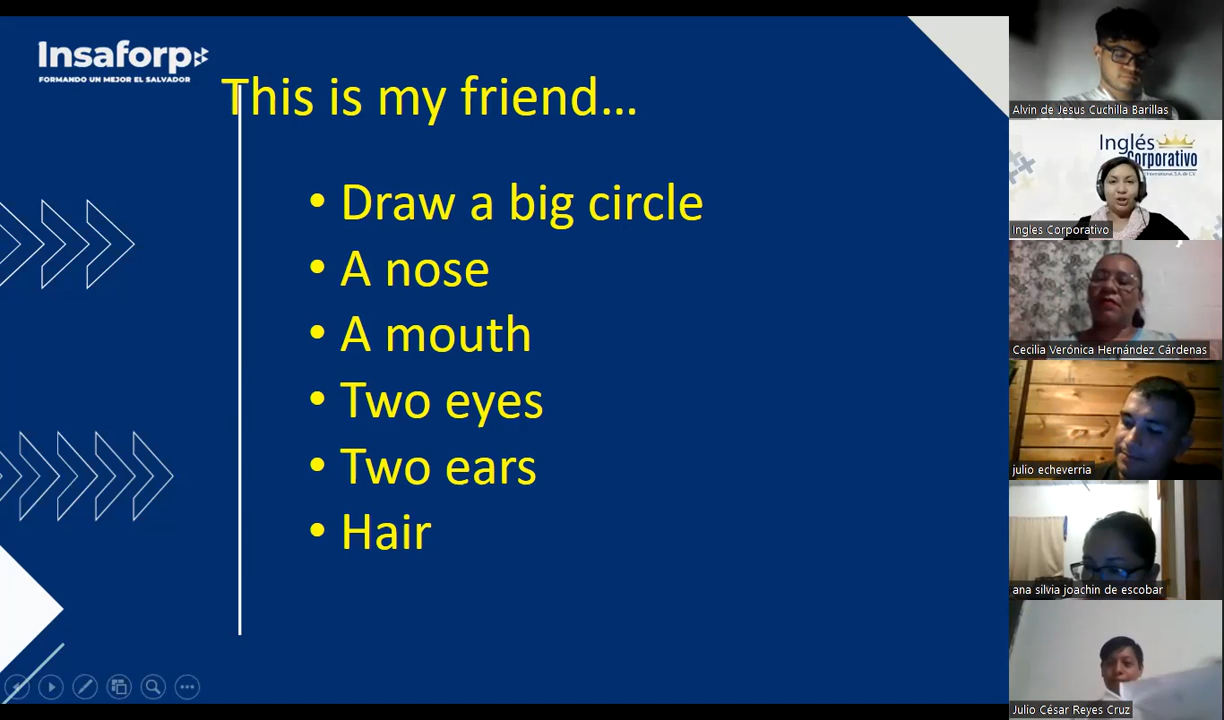 Insaforp
FORMANDO UN MEJOR EL SALVADOR
This is my friend...
• Draw a big circle
• A nose
• A mouth
• Two eyes
• Two ears
• Hair
Alvin de Jesus Cuchilla Barillas
Inglés
Corporativo
Ingles Corporativo
Cecilia Verónica Hernández Cárdenas
julio echeverria
ana silvia joachin de escobar
Julio César Reyes Cruz